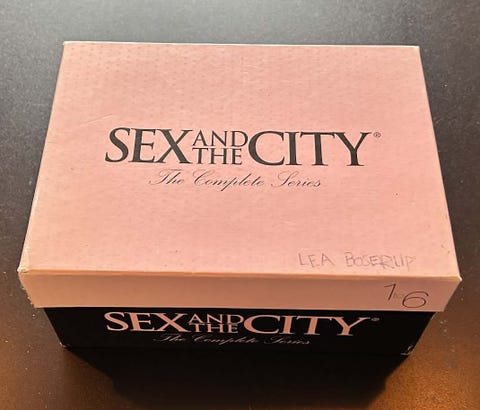 SEX AND THE CITY®
The Complete Series
LEA BOSERUP
1-6
SEX AND THE CITY®
The Complete Series